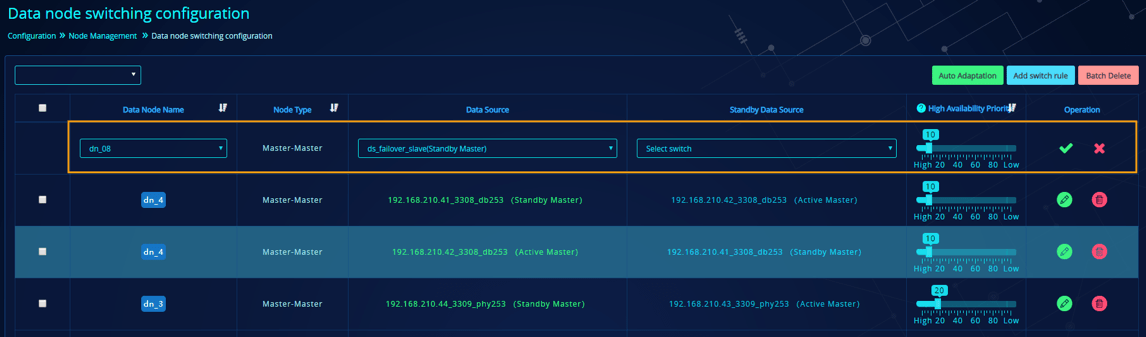 Data node switching configuration
Configuration » Node Management » Data node switching configuration
Auto Adaptation Add switch rule Batch Delete
Data Node Name Node Type Data Source Standby Data Source High Availability Priorit Operation
dn_08 Master-Master ds_failover_slave(Standby Master) Select switch 10
High 20 40 60 80 Low
dn_4 Master-Master 192.168.210.41_3308_db253 (Standby Master) 192.168.210.42_3308_db253 (Active Master) 10
High 20 40 60 80 Low
dn_4 Master-Master 192.168.210.42_3308_db253 (Active Master) 192.168.210.41_3308_db253 (Standby Master) 10
High 20 40 60 80 Low
dn_3 Master-Master 192.168.210.44_3309_phy253 (Standby Master) 192.168.210.43_3309_phy253 (Active Master) 20
High 20 40 60 80 Low